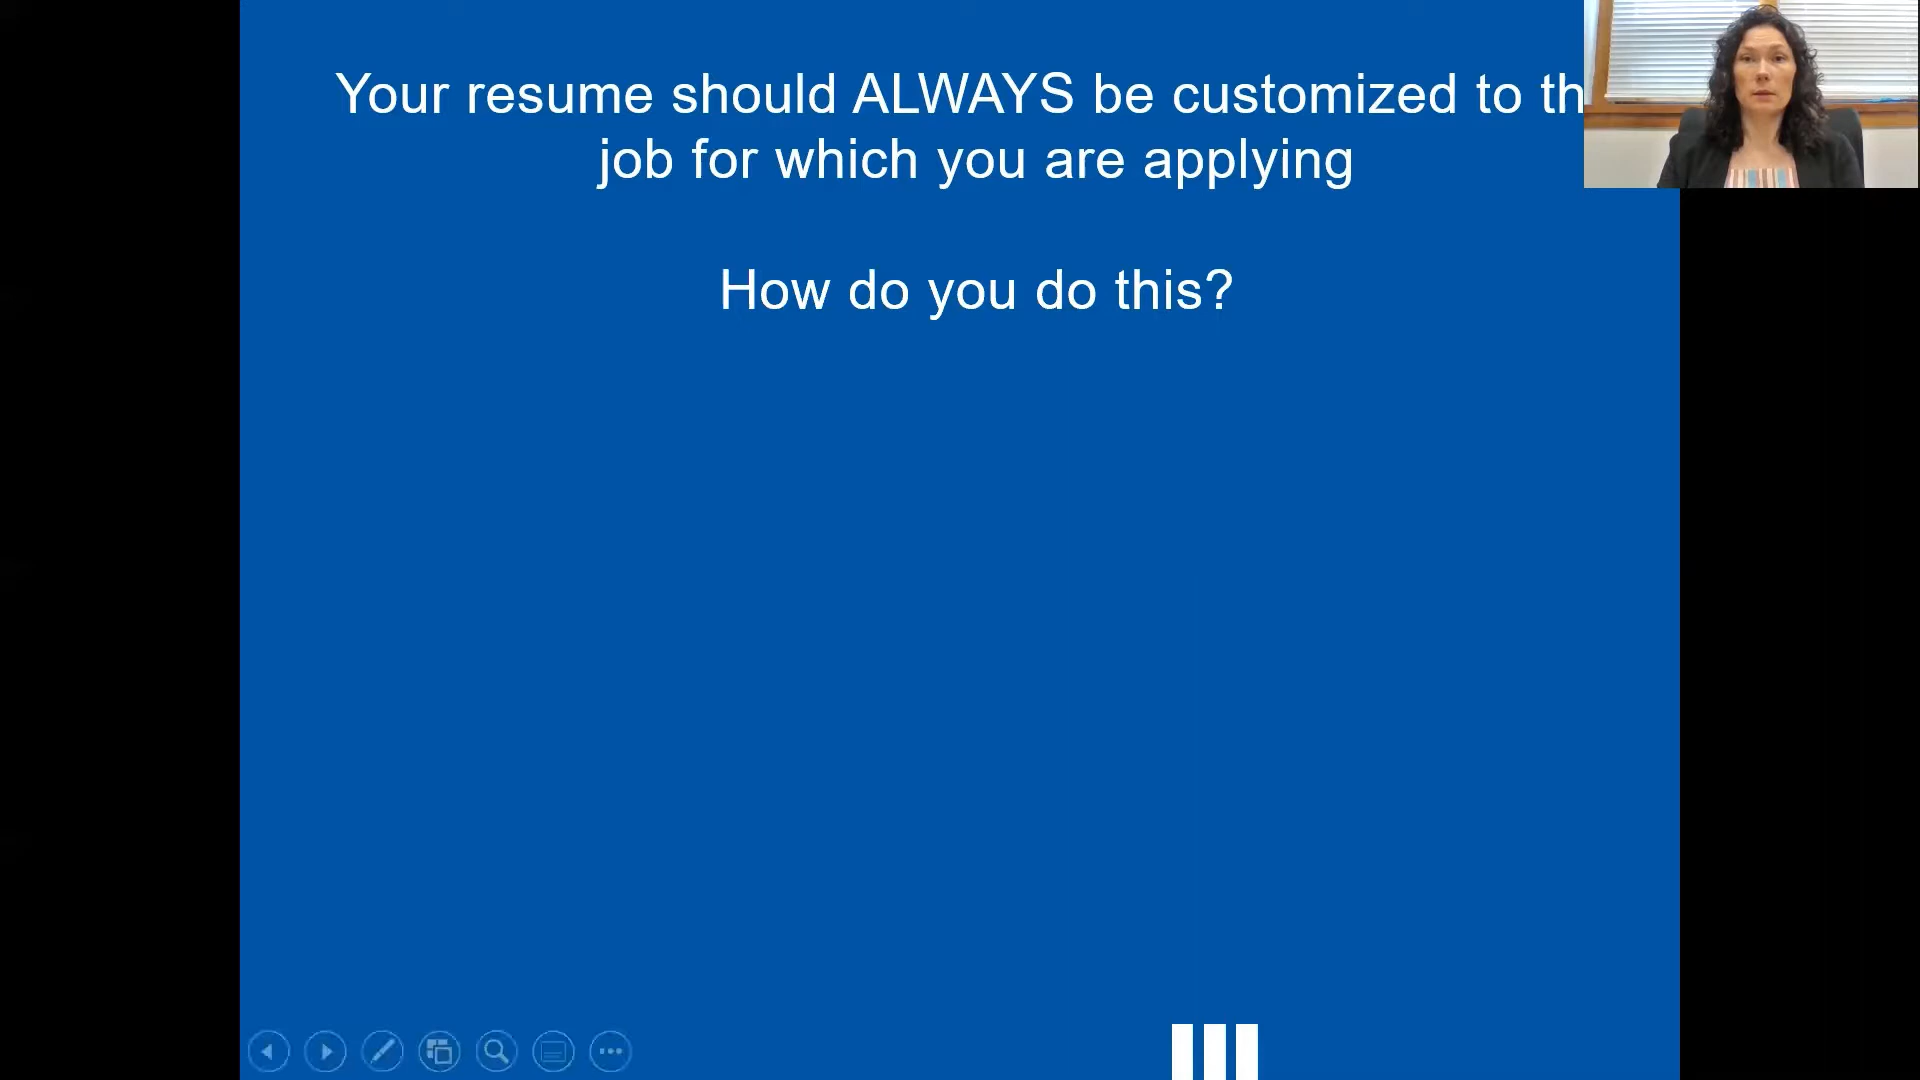 Your resume should ALWAYS be customized to th
job for which you are applying
How do you do this?